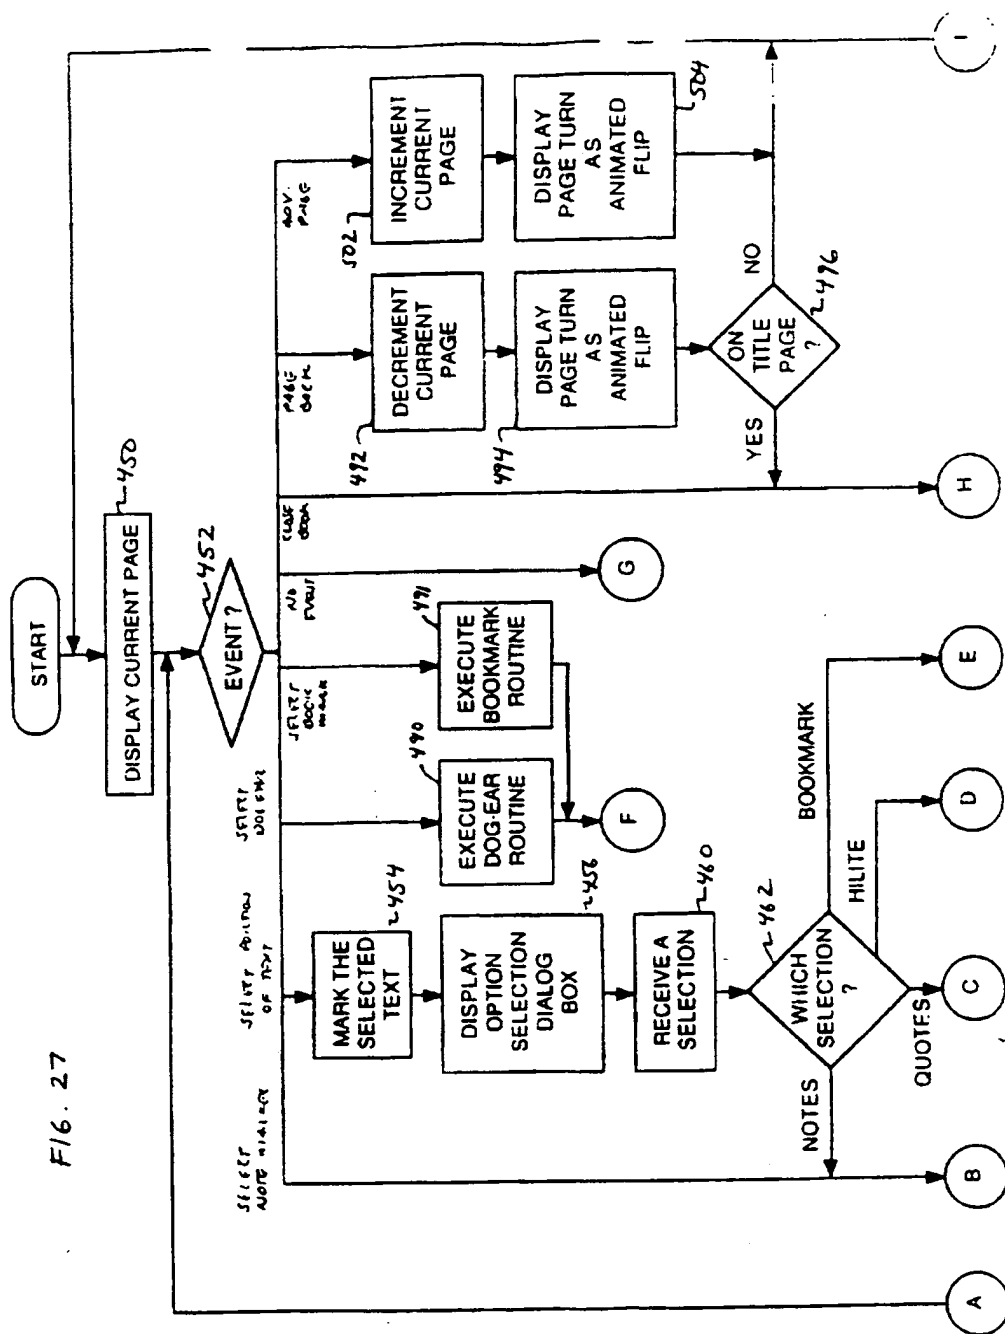 FIG. 27
START
DISPLAY CURRENT PAGE
450
EVENT ?
452
SELECT
NOTE
SELECT PORTION
OF TEXT
SELECT
DOG EAR
SELECT
BOOK
MARK
NO
EVENT
CLOSE
BOOK
PAGE
BACK
ADV.
PAGE
MARK THE
SELECTED
TEXT
454
DISPLAY
OPTION
SELECTION
DIALOG
BOX
456
RECEIVE A
SELECTION
460
WHICH
SELECTION
?
462
NOTES
QUOTES
HILITE
BOOKMARK
490
EXECUTE
DOG-EAR
ROUTINE
491
EXECUTE
BOOKMARK
ROUTINE
492
DECREMENT
CURRENT
PAGE
494
DISPLAY
PAGE TURN
AS
ANIMATED
FLIP
ON
TITLE
PAGE
?
496
YES
NO
502
INCREMENT
CURRENT
PAGE
DISPLAY
PAGE TURN
AS
ANIMATED
FLIP
504
A
B
C
D
E
F
G
H
I